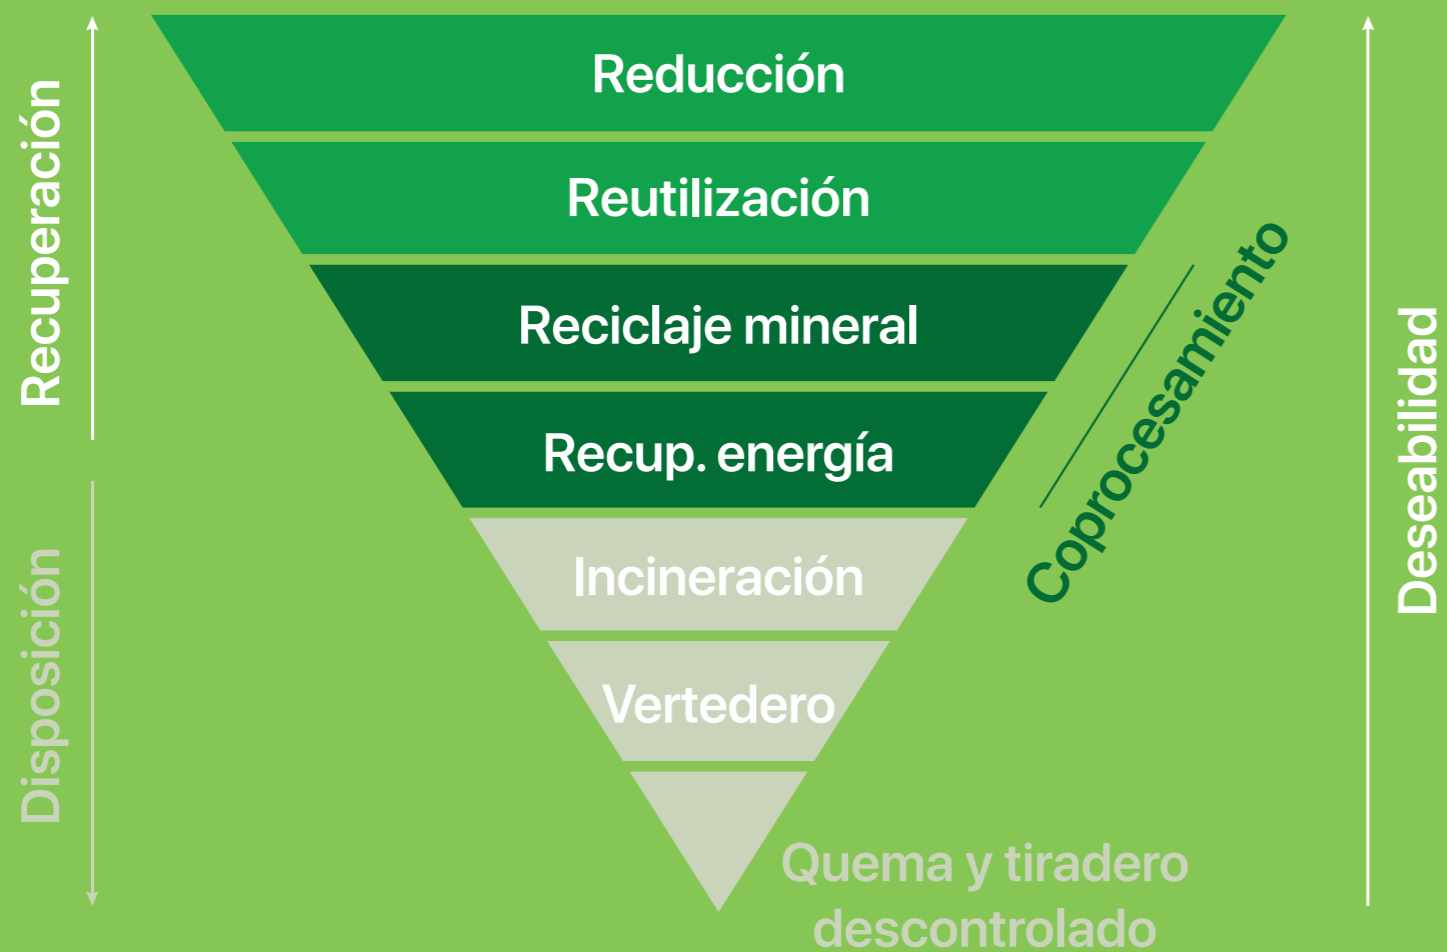 Reducción
Reutilización
Reciclaje mineral
Recup. energía
Incineración
Vertedero
Quema y tiradero
descontrolado
Recuperación
Disposición
Coprocesamiento
Deseabilidad